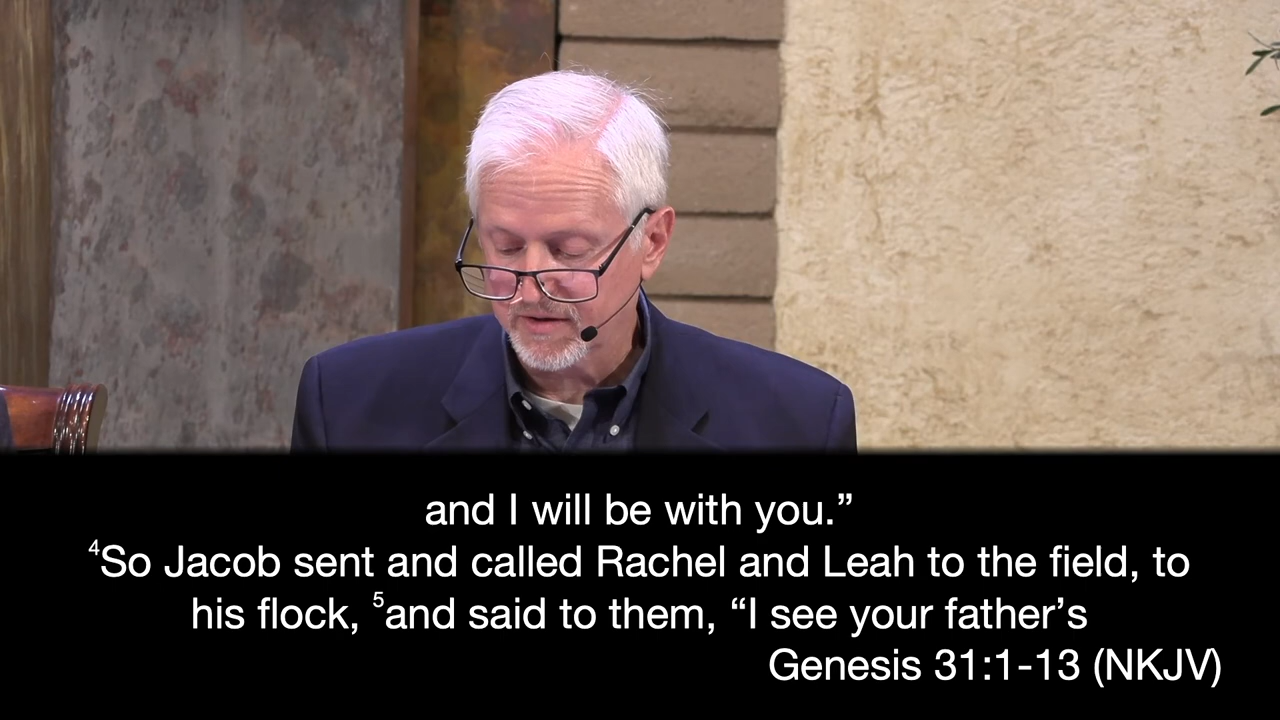 and I will be with you.”
⁴So Jacob sent and called Rachel and Leah to the field, to
his flock, ⁵and said to them, “I see your father’s
Genesis 31:1-13 (NKJV)